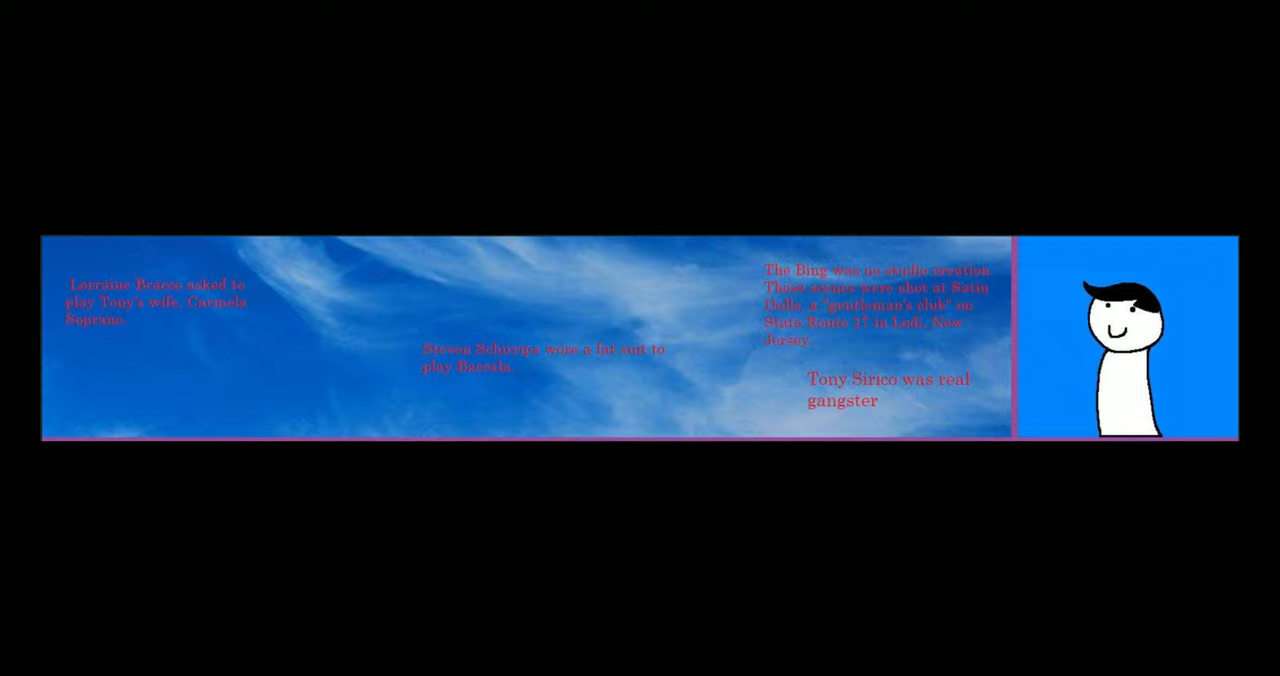 Lorraine Bracco asked to
play Tony's wife, Carmela
Soprano.
Steven Schirripa wore a fat suit to
play Baccala.
The Bing was no studio creation.
Those scenes were shot at Satin
Dolls, a "gentleman's club" on
State Route 17 in Lodi, New
Jersey.
Tony Sirico was real
gangster